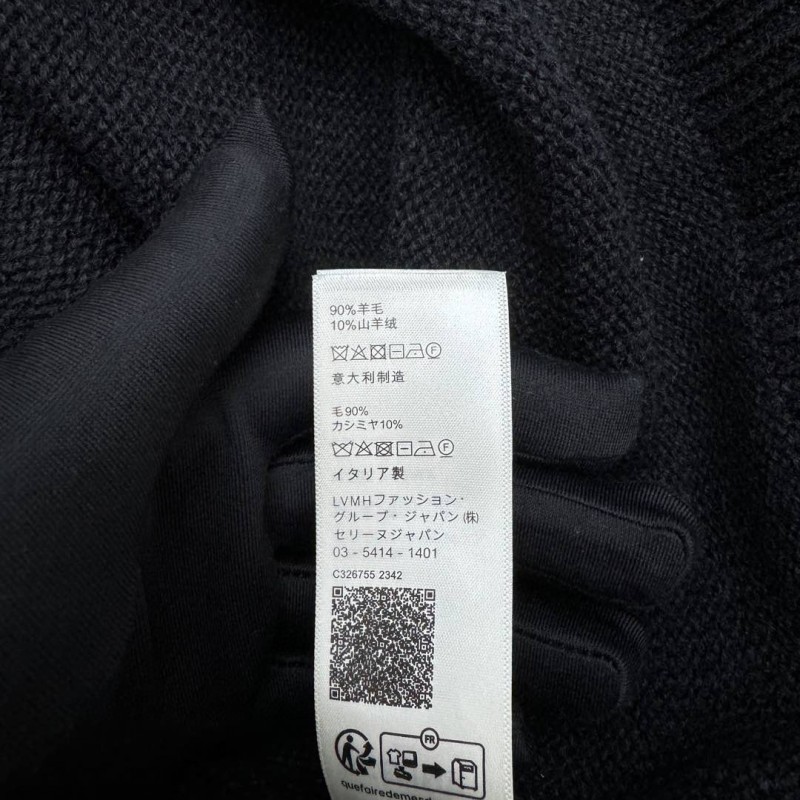 90%羊毛
10%山羊绒
F
意大利制造
毛90%
カシミヤ10%
F
イタリア製
LVMHファッション・
グループ・ジャパン㈱
セリーヌジャパン
03 - 5414 - 1401
C326755 2342
FR